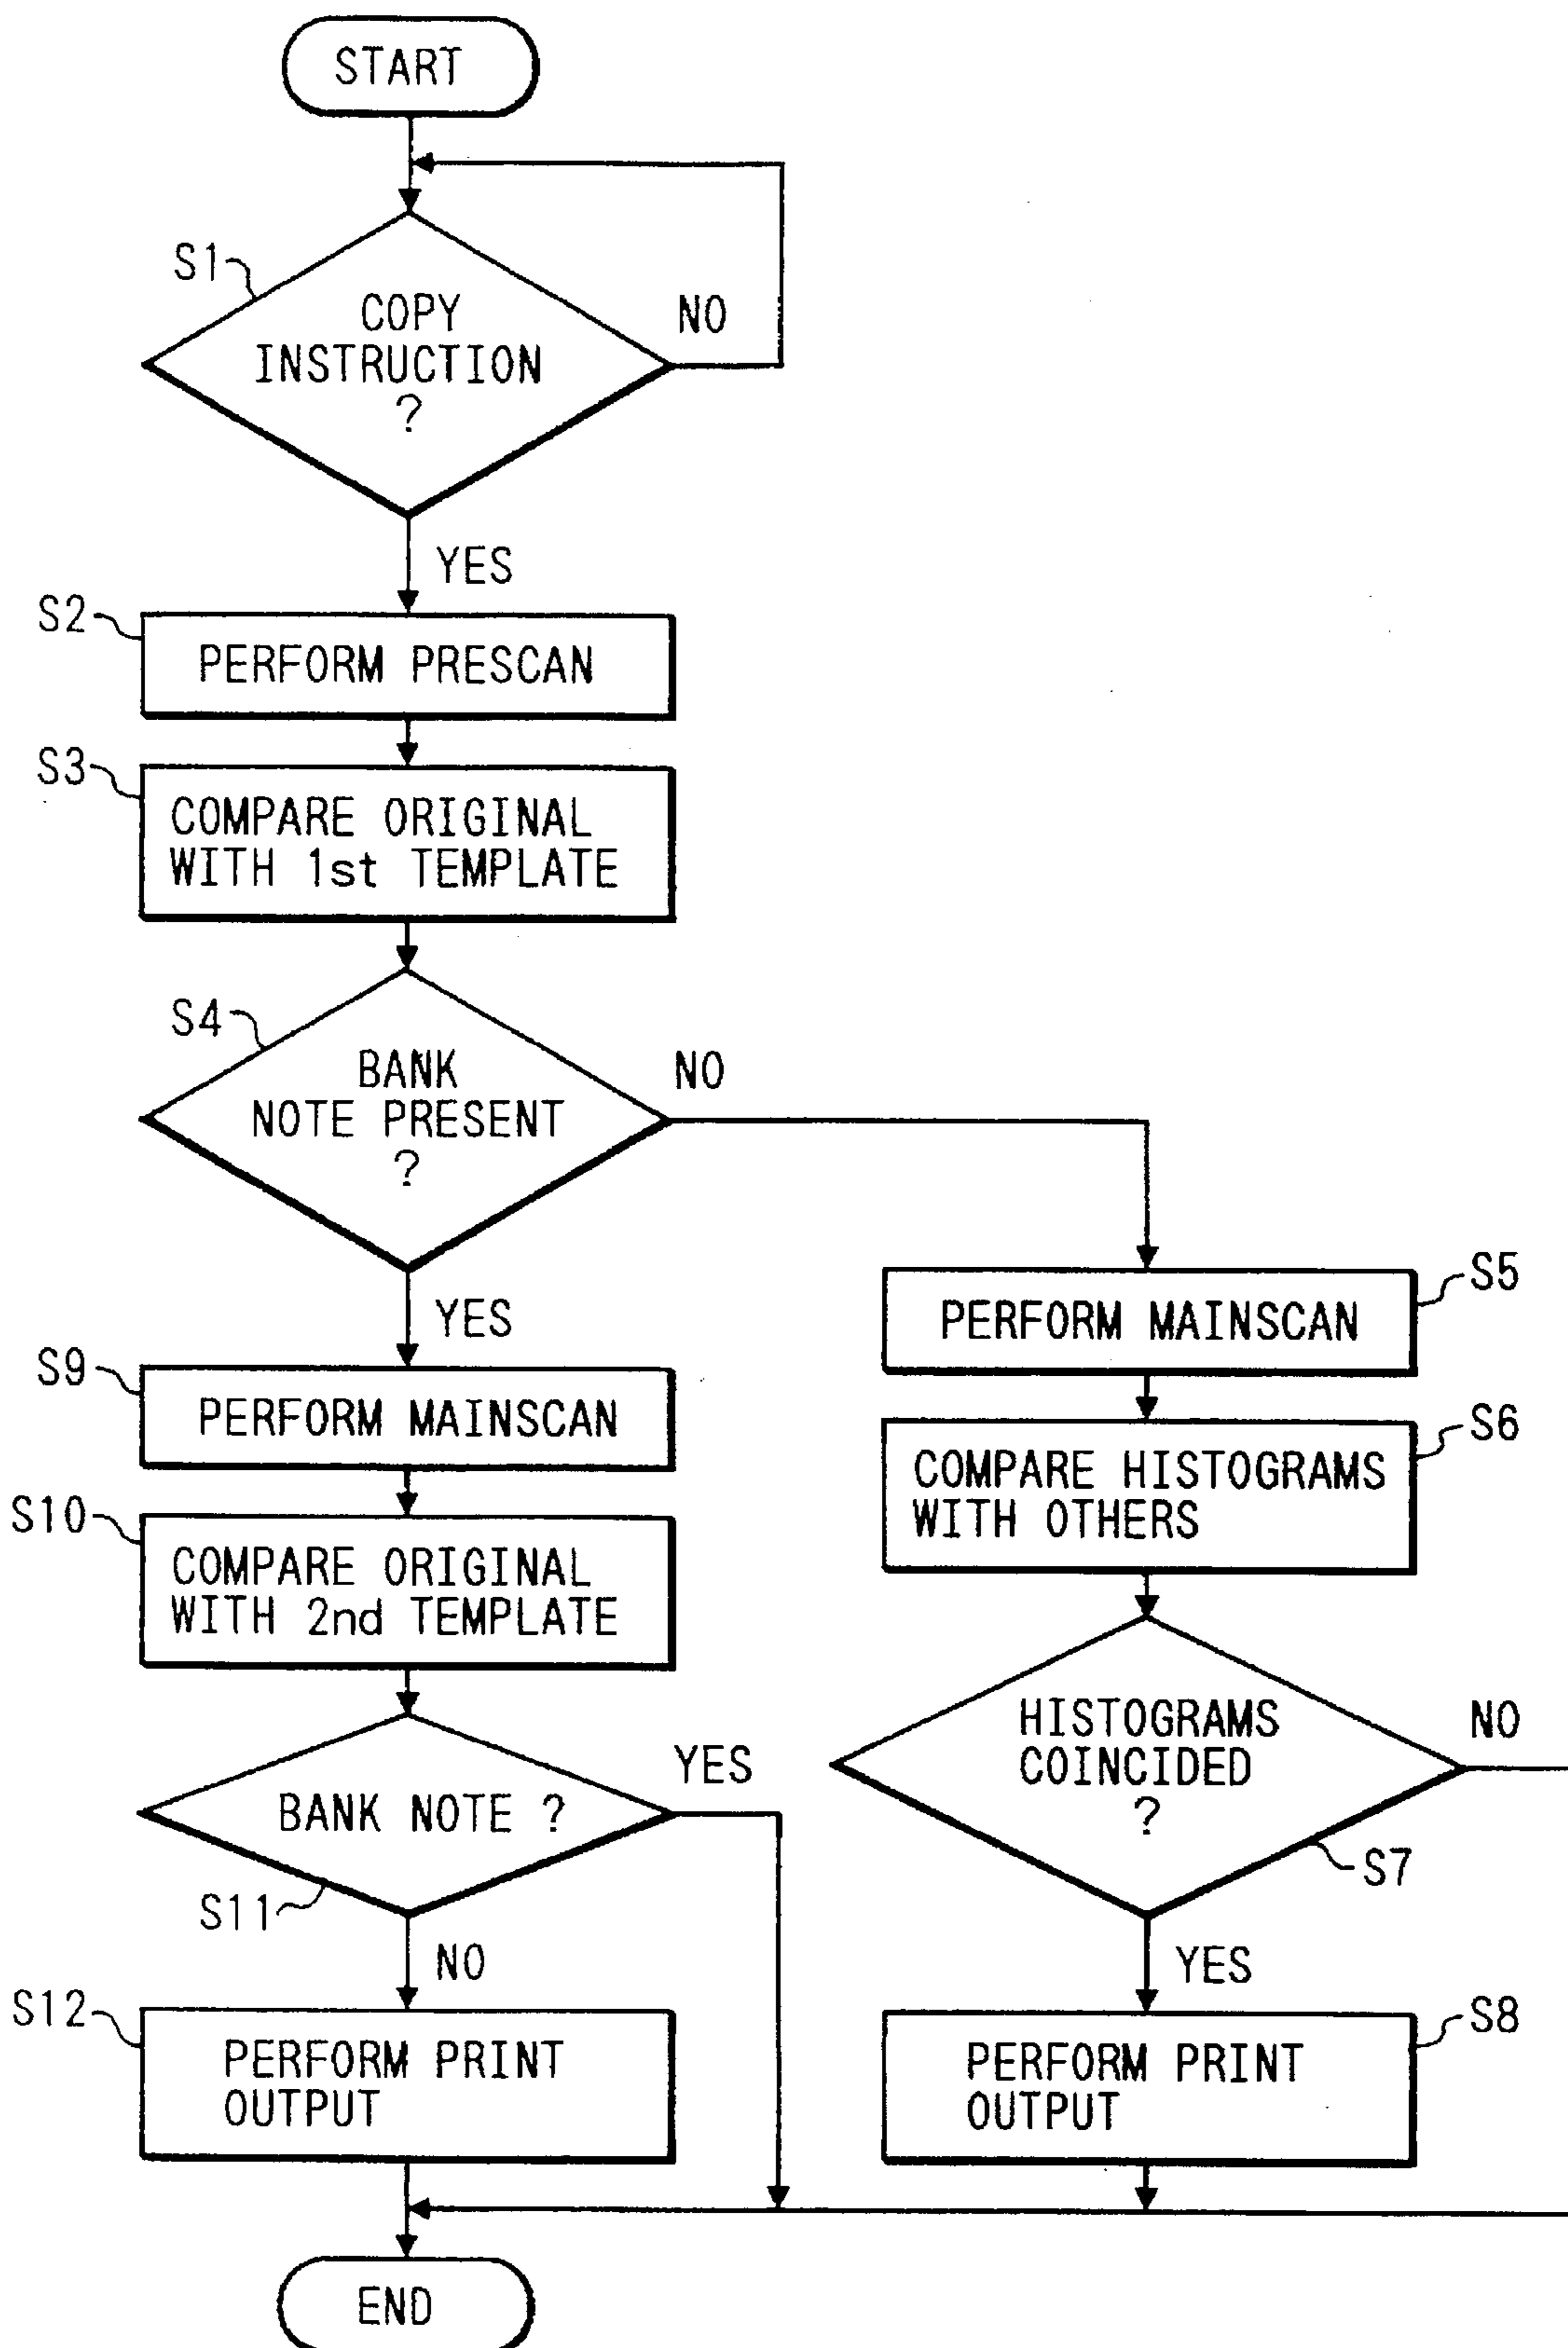 START
S1
COPY
INSTRUCTION
?
NO
YES
S2
PERFORM PRESCAN
S3
COMPARE ORIGINAL
WITH 1st TEMPLATE
S4
BANK
NOTE PRESENT
?
NO
YES
S5
PERFORM MAINSCAN
S6
COMPARE HISTOGRAMS
WITH OTHERS
HISTOGRAMS
COINCIDED
?
NO
S7
YES
S8
PERFORM PRINT
OUTPUT
S9
PERFORM MAINSCAN
S10
COMPARE ORIGINAL
WITH 2nd TEMPLATE
BANK NOTE ?
YES
S11
NO
S12
PERFORM PRINT
OUTPUT
END